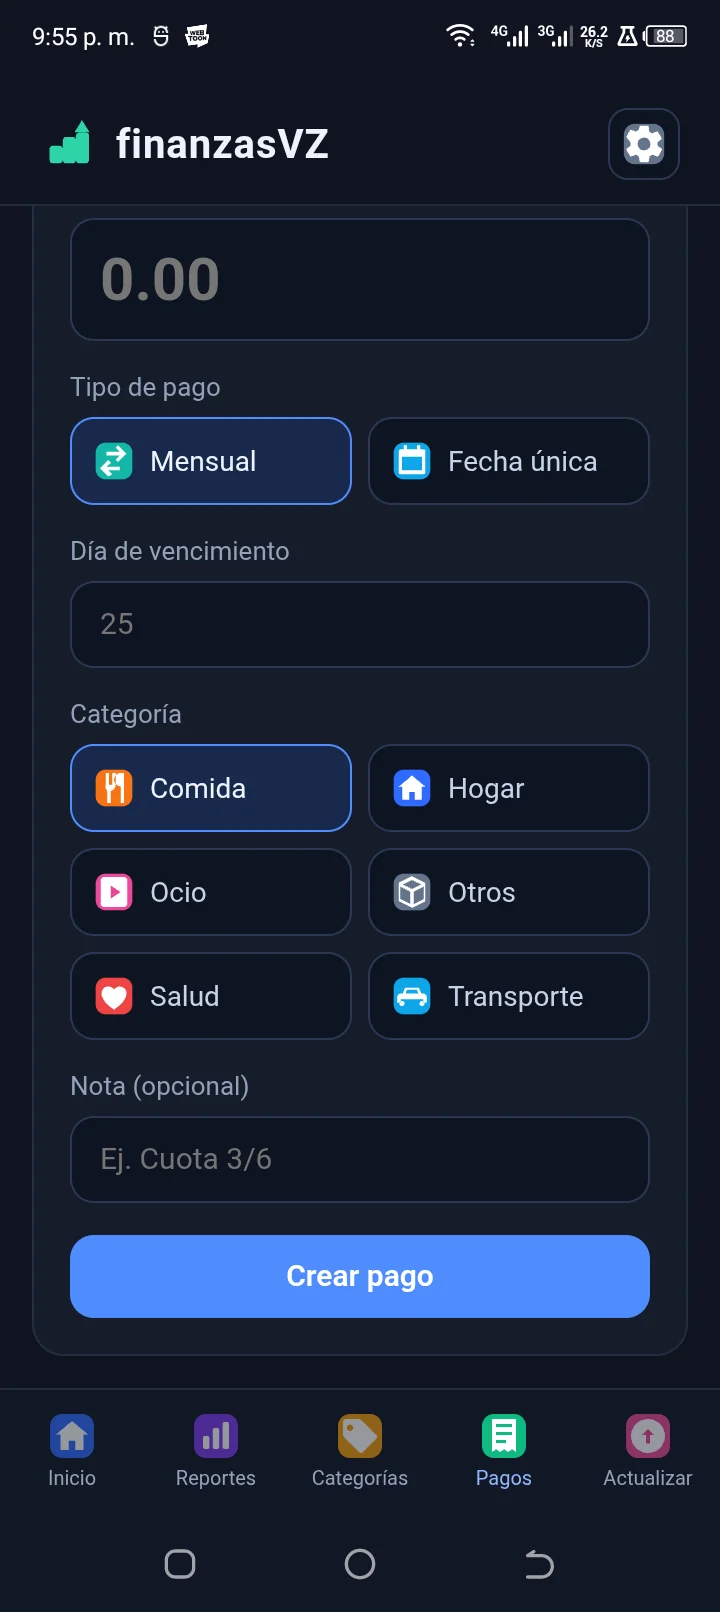 9:55 p. m.
WEB
TOON
4G
3G
26.2
K/S
88
finanzasVZ
0.00
Tipo de pago
Mensual
Fecha única
Día de vencimiento
25
Categoría
Comida
Hogar
Ocio
Otros
Salud
Transporte
Nota (opcional)
Ej. Cuota 3/6
Crear pago
Inicio
Reportes
Categorías
Pagos
Actualizar